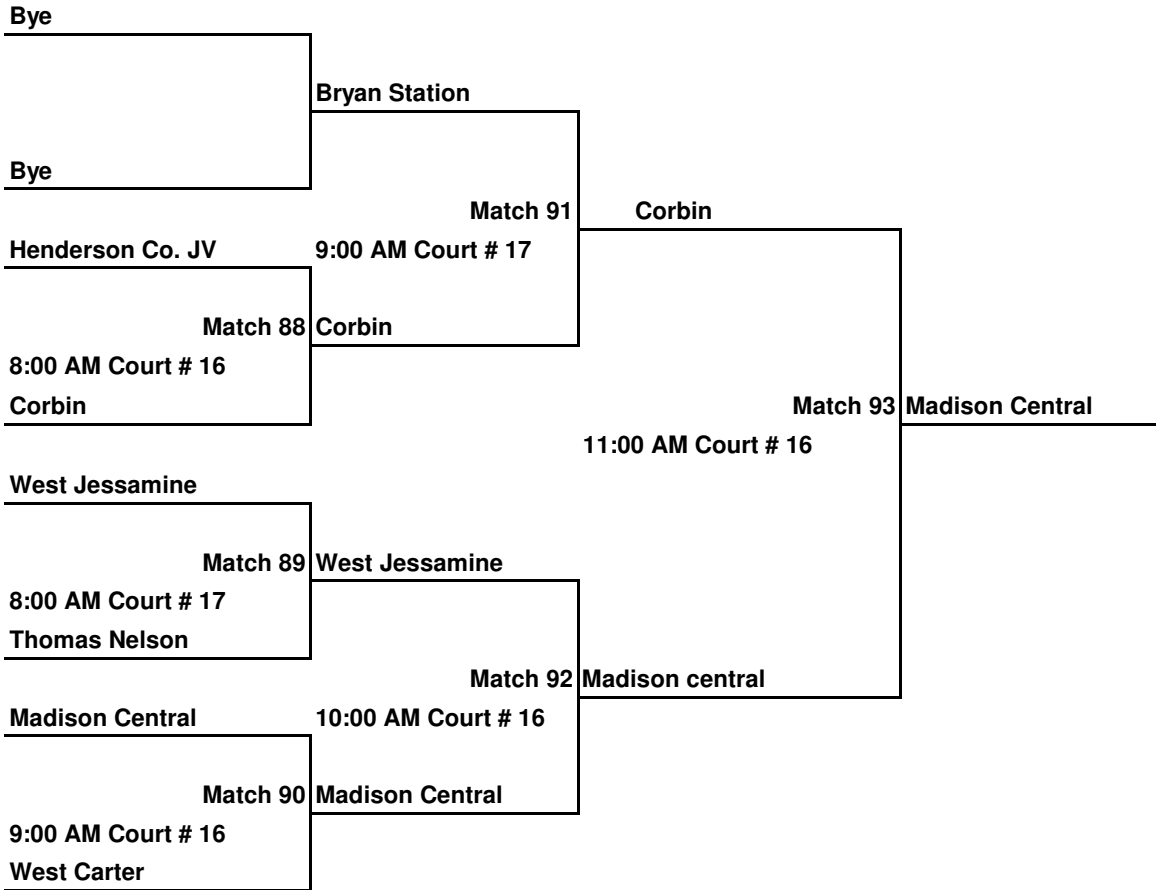 Bye
Bryan Station
Bye
Match 91 Corbin
Henderson Co. JV 9:00 AM Court # 17
Match 88 Corbin
8:00 AM Court # 16
Corbin
Match 93 Madison Central
11:00 AM Court # 16
West Jessamine
Match 89 West Jessamine
8:00 AM Court # 17
Thomas Nelson
Match 92 Madison central
Madison Central 10:00 AM Court # 16
Match 90 Madison Central
9:00 AM Court # 16
West Carter